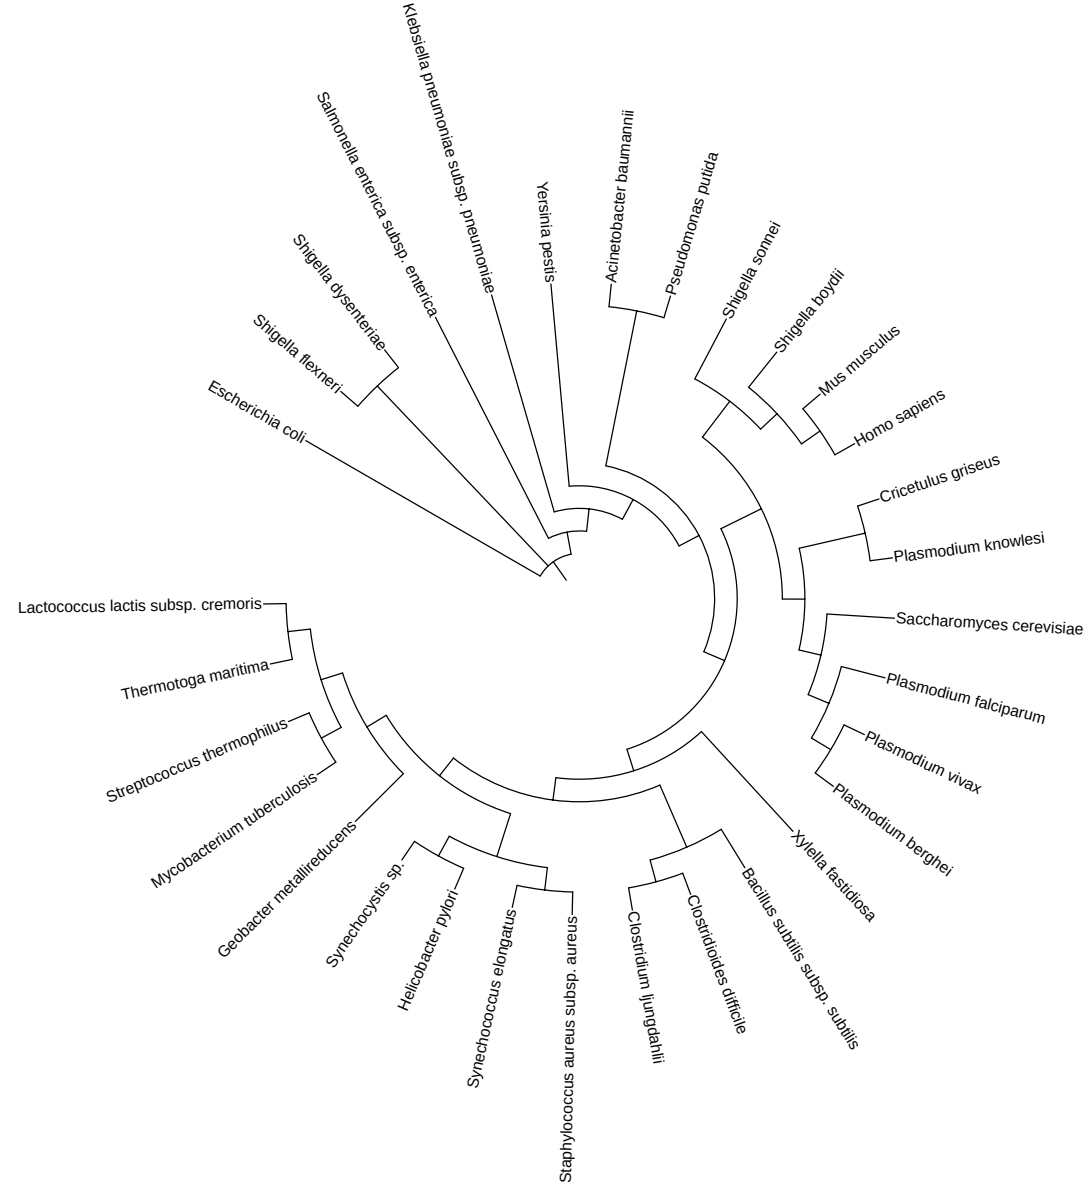 Klebsiella pneumoniae subsp. pneumoniae
Salmonella enterica subsp. enterica
Shigella dysenteriae
Shigella flexneri
Escherichia coli
Yersinia pestis
Acinetobacter baumannii
Pseudomonas putida
Shigella sonnei
Shigella boydii
Mus musculus
Homo sapiens
Cricetulus griseus
Plasmodium knowlesi
Saccharomyces cerevisiae
Plasmodium falciparum
Plasmodium vivax
Plasmodium berghei
Xylella fastidiosa
Bacillus subtilis subsp. subtilis
Clostridioides difficile
Clostridium ljungdahlii
Staphylococcus aureus subsp. aureus
Synechococcus elongatus
Helicobacter pylori
Synechocystis sp.
Geobacter metallireducens
Mycobacterium tuberculosis
Streptococcus thermophilus
Thermotoga maritima
Lactococcus lactis subsp. cremoris